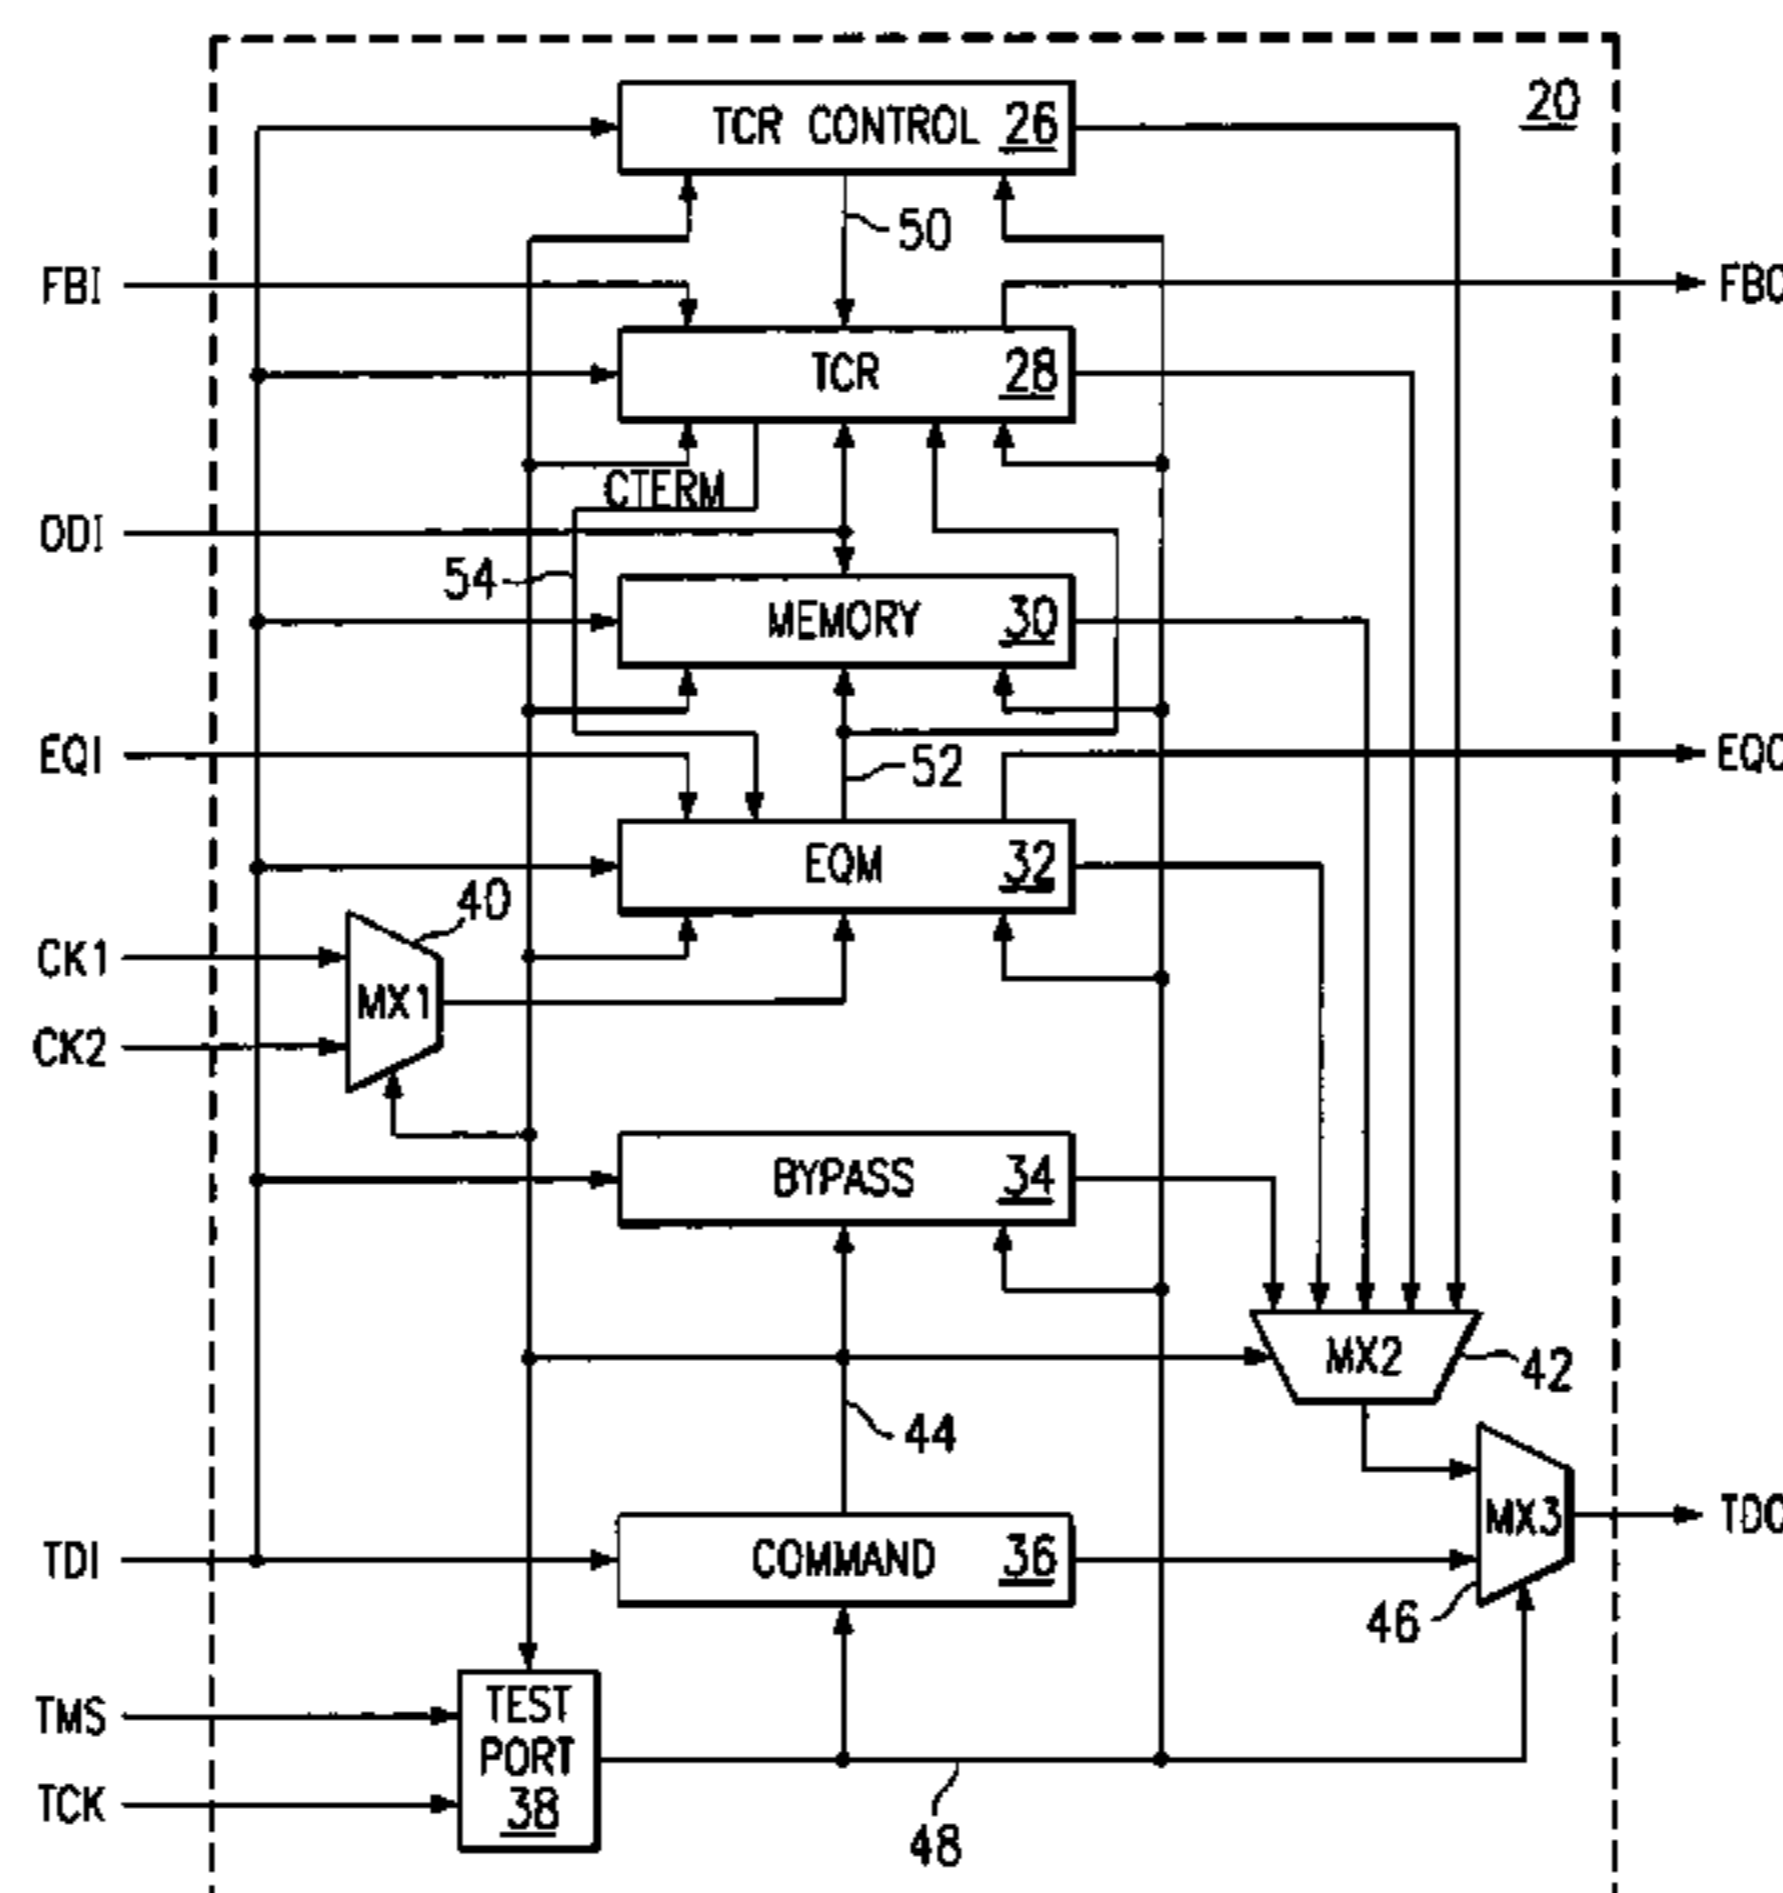 20
TCR CONTROL 26
50
FBI
FBO
TCR 28
CTERM
ODI
54
MEMORY 30
EQI
52
EQO
EQM 32
40
CK1
MX1
CK2
BYPASS 34
MX2
42
44
MX3
TDO
TDI
COMMAND 36
46
TEST
PORT
38
TMS
TCK
48